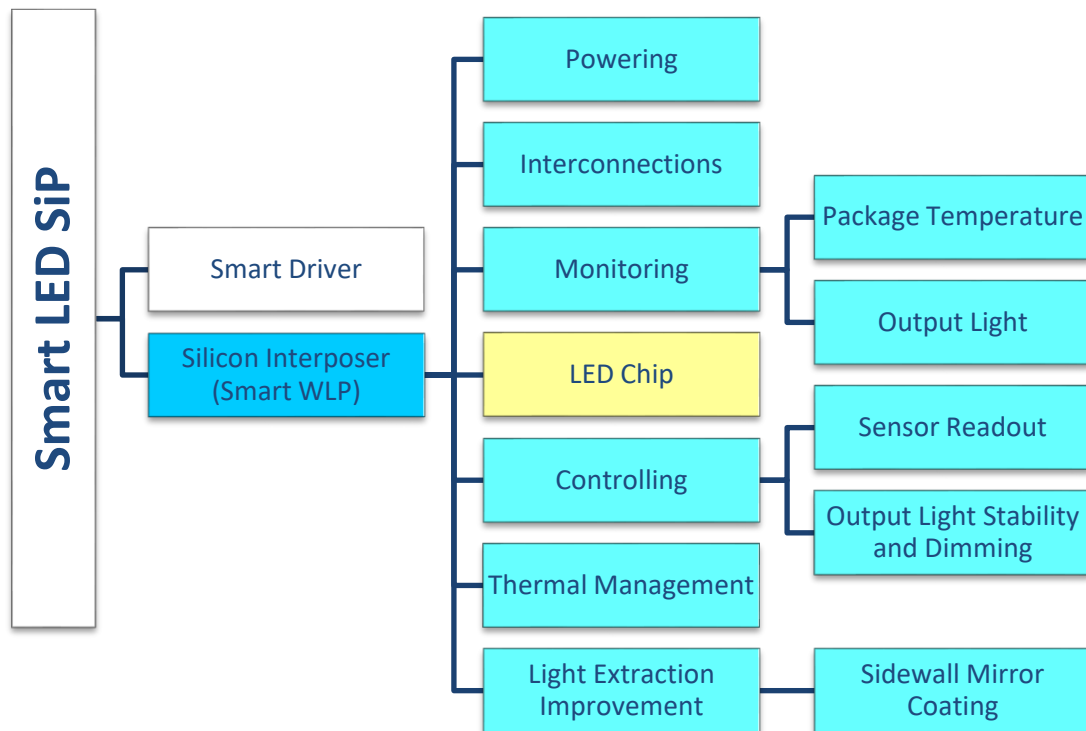 Smart LED SiP
Smart Driver
Silicon Interposer
(Smart WLP)
Powering
Interconnections
Monitoring
LED Chip
Controlling
Thermal Management
Light Extraction
Improvement
Package Temperature
Output Light
Sensor Readout
Output Light Stability
and Dimming
Sidewall Mirror
Coating